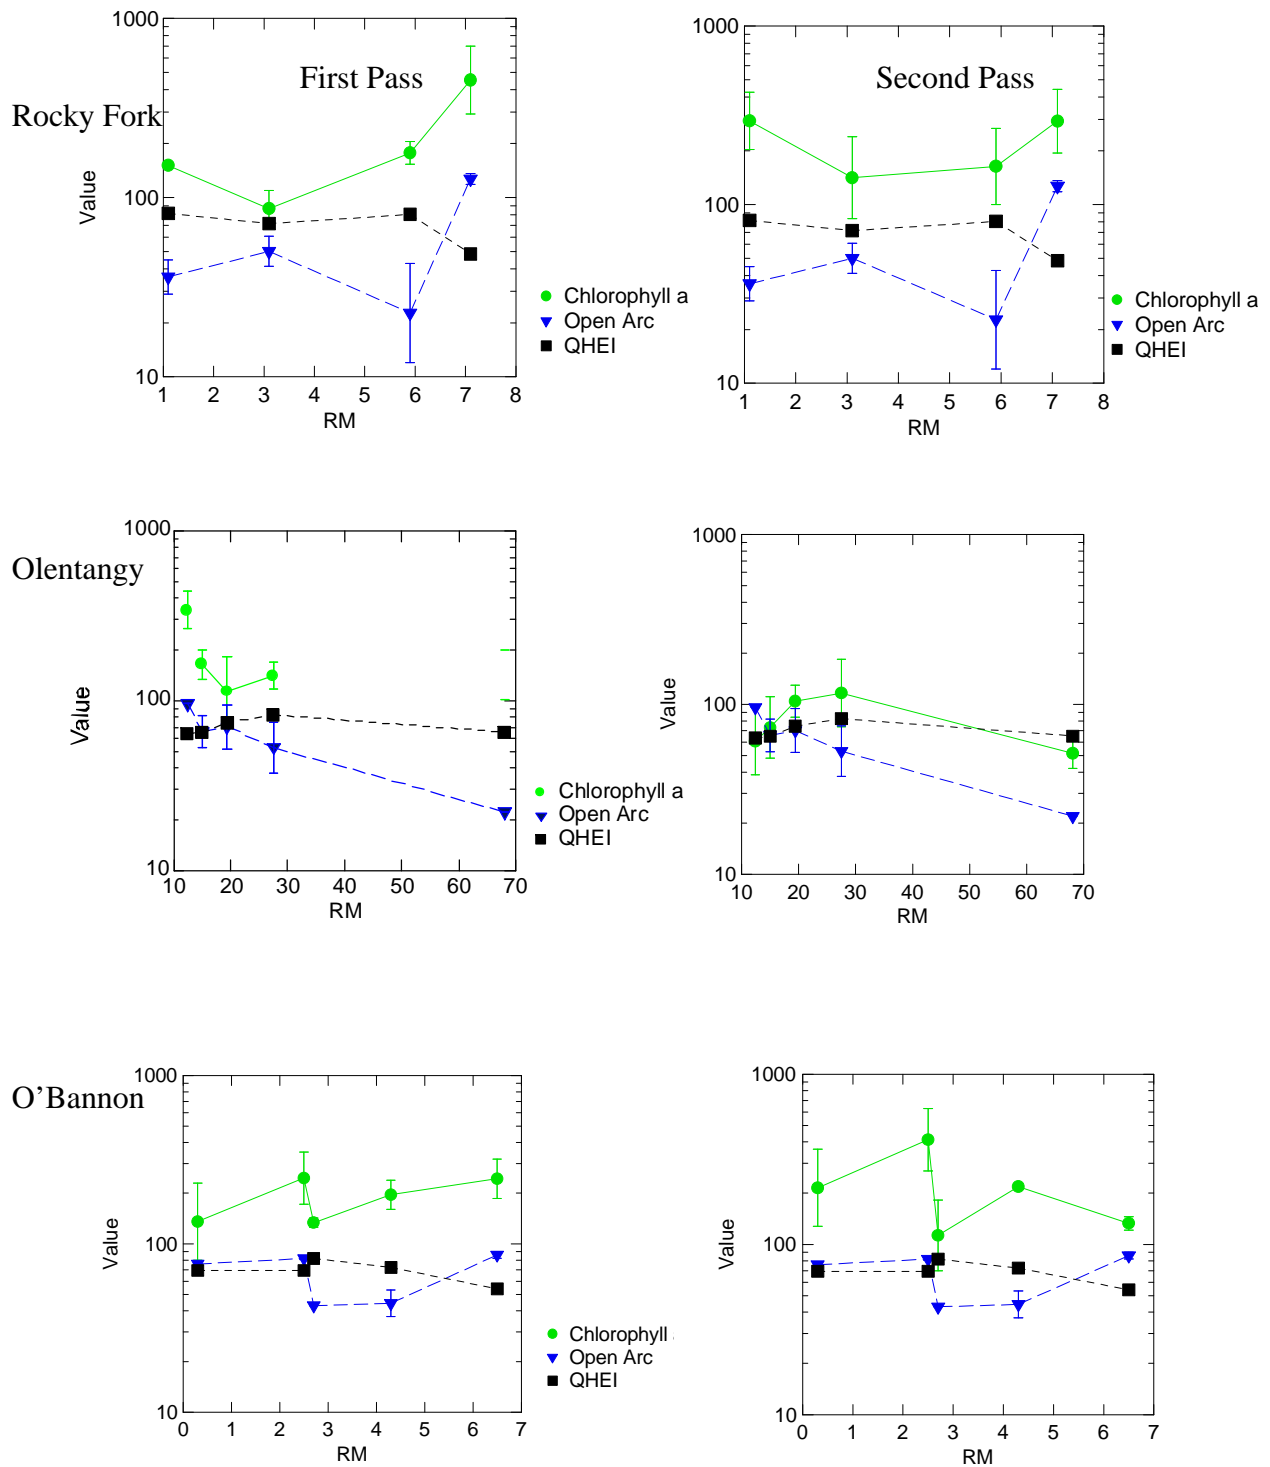 First Pass
Second Pass
Rocky Fork
1000
100
10
Value
1 2 3 4 5 6 7 8
RM
Chlorophyll a
Open Arc
QHEI
1000
100
10
Value
1 2 3 4 5 6 7 8
RM
Chlorophyll a
Open Arc
QHEI
Olentangy
1000
100
10
Value
10 20 30 40 50 60 70
RM
Chlorophyll a
Open Arc
QHEI
1000
100
10
Value
10 20 30 40 50 60 70
RM
O'Bannon
1000
100
10
Value
0 1 2 3 4 5 6 7
RM
Chlorophyll
Open Arc
QHEI
1000
100
10
Value
0 1 2 3 4 5 6 7
RM